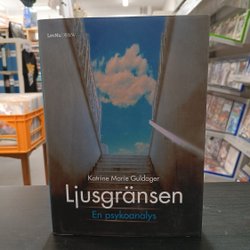 Katrine Marie Guldager
Ljusgränsen
En psykoanalys